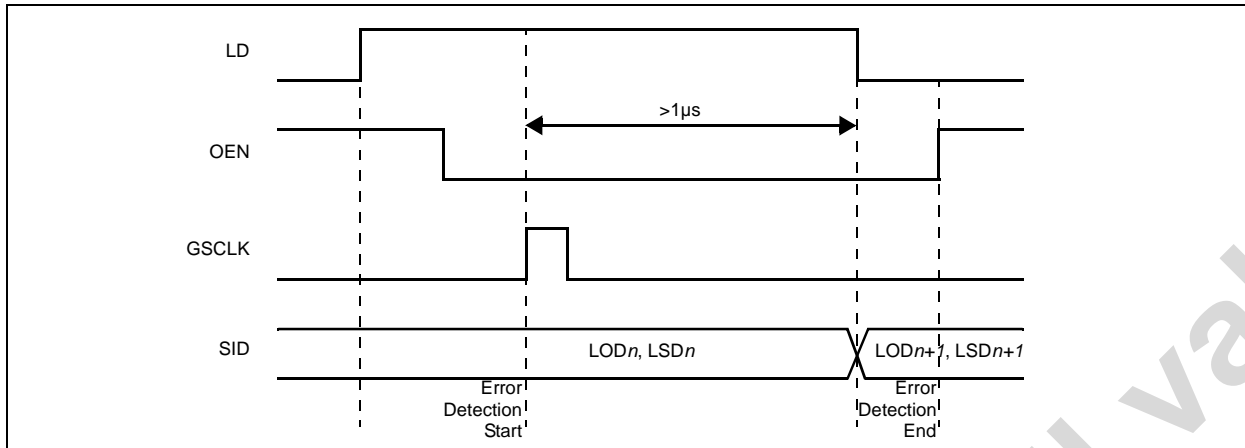 LD
>1µs
OEN
GSCLK
SID
LODn, LSDn
LODn+1, LSDn+1
Error
Detection
Start
Error
Detection
End